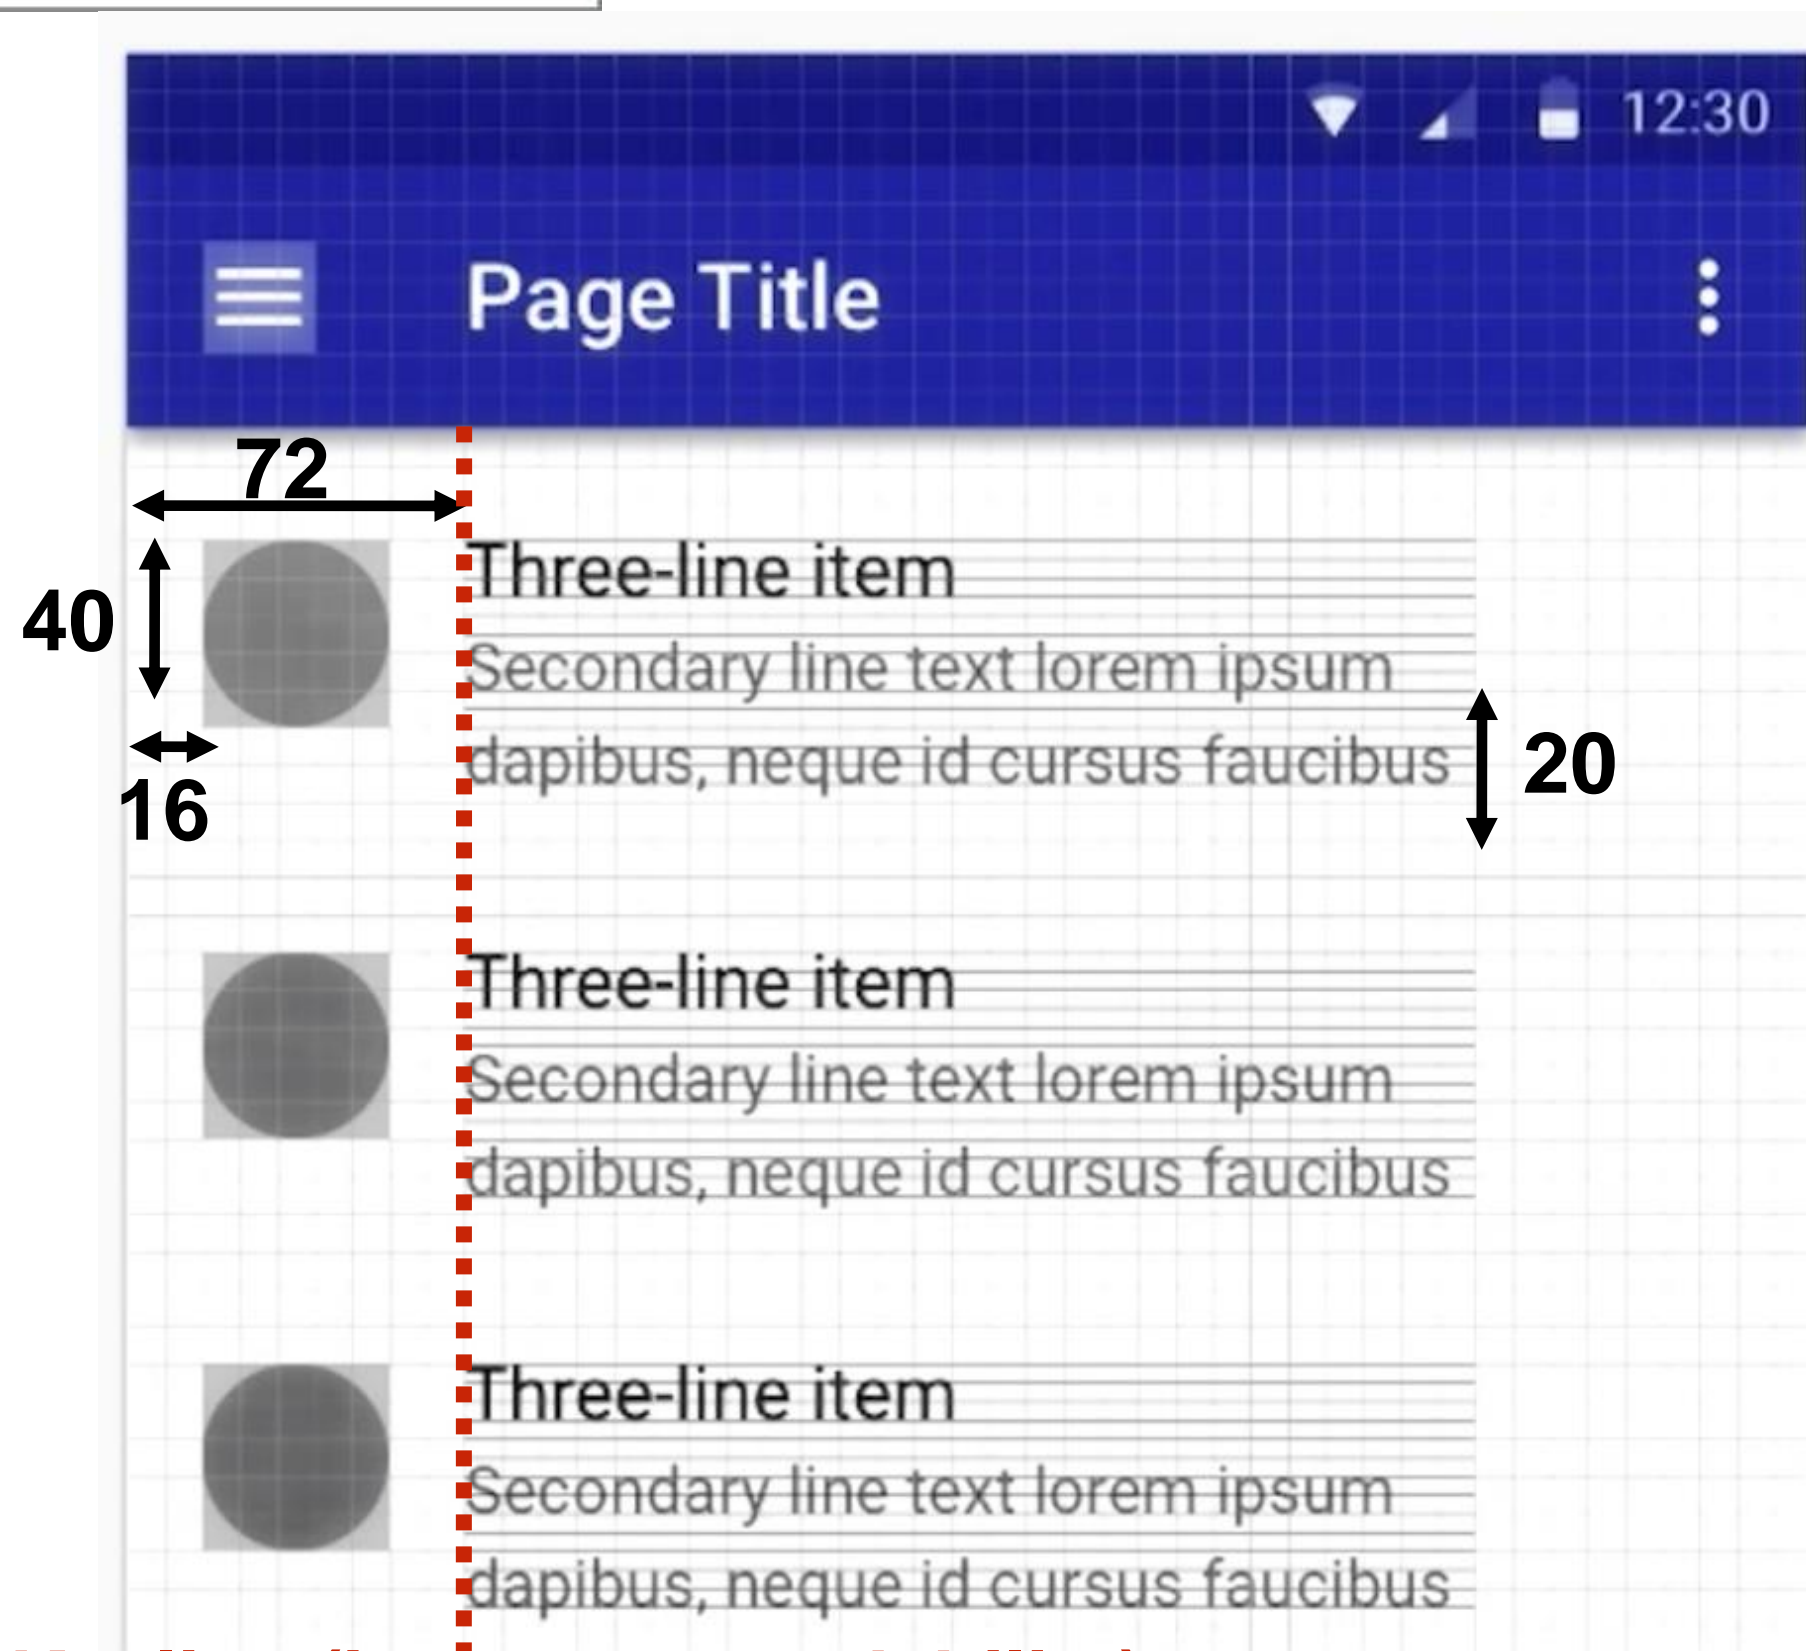 12:30
Page Title
72
Three-line item
40
Secondary line text lorem ipsum
dapibus, neque id cursus faucibus
20
16
Three-line item
Secondary line text lorem ipsum
dapibus, neque id cursus faucibus
Three-line item
Secondary line text lorem ipsum
dapibus, neque id cursus faucibus